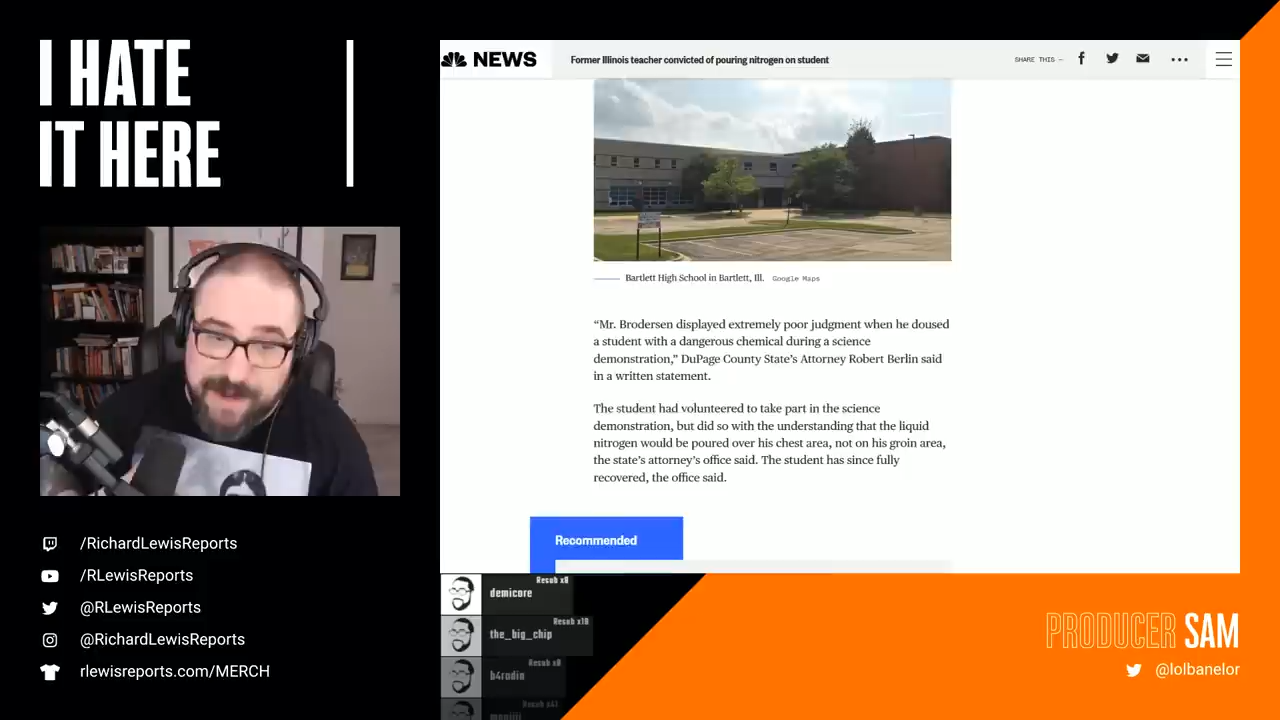 I HATE
IT HERE
/RichardLewisReports
/RLewisReports
@RLewisReports
@RichardLewisReports
rlewisreports.com/MERCH
NEWS
Former Illinois teacher convicted of pouring nitrogen on student
SHARE THIS —
Bartlett High School in Bartlett, Ill. Google Maps
“Mr. Brodersen displayed extremely poor judgment when he doused
a student with a dangerous chemical during a science
demonstration,” DuPage County State’s Attorney Robert Berlin said
in a written statement.
The student had volunteered to take part in the science
demonstration, but did so with the understanding that the liquid
nitrogen would be poured over his chest area, not on his groin area,
the state’s attorney’s office said. The student has since fully
recovered, the office said.
Recommended
demicore
the_big_chip
b4radio
PRODUCER SAM
@lolbanelor